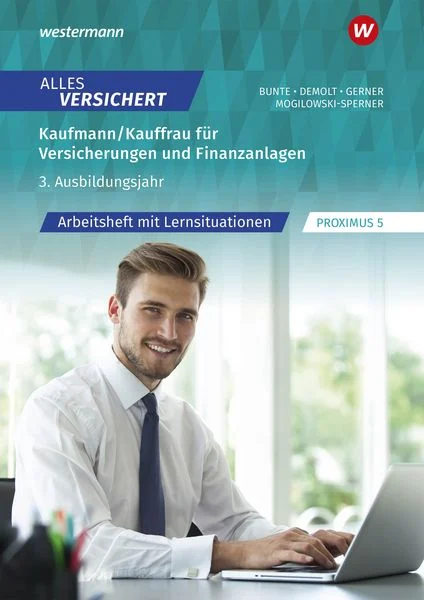 westermann
W
ALLES
VERSICHERT
BUNTE · DEMOLT · GERNER
MOGILOWSKI-SPERNER
Kaufmann/Kauffrau für
Versicherungen und Finanzanlagen
3. Ausbildungsjahr
Arbeitsheft mit Lernsituationen
PROXIMUS 5